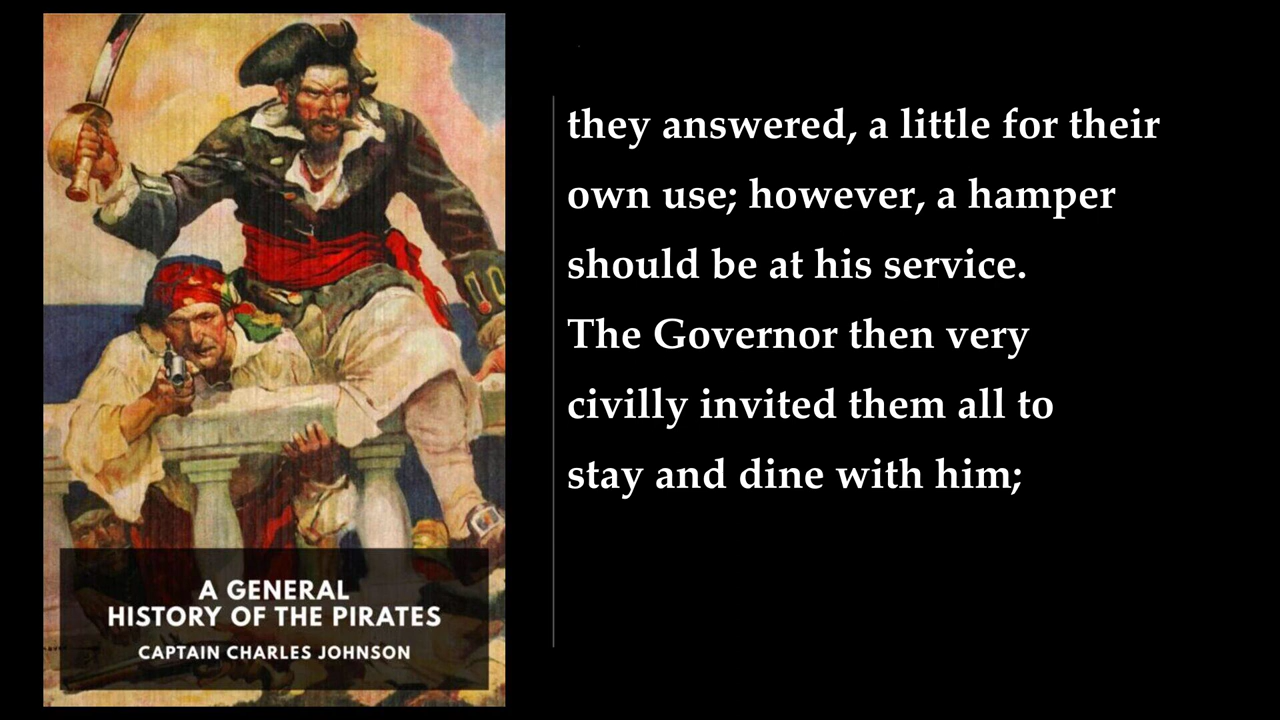 they answered, a little for their
own use; however, a hamper
should be at his service.
The Governor then very
civilly invited them all to
stay and dine with him;
A GENERAL
HISTORY OF THE PIRATES
CAPTAIN CHARLES JOHNSON